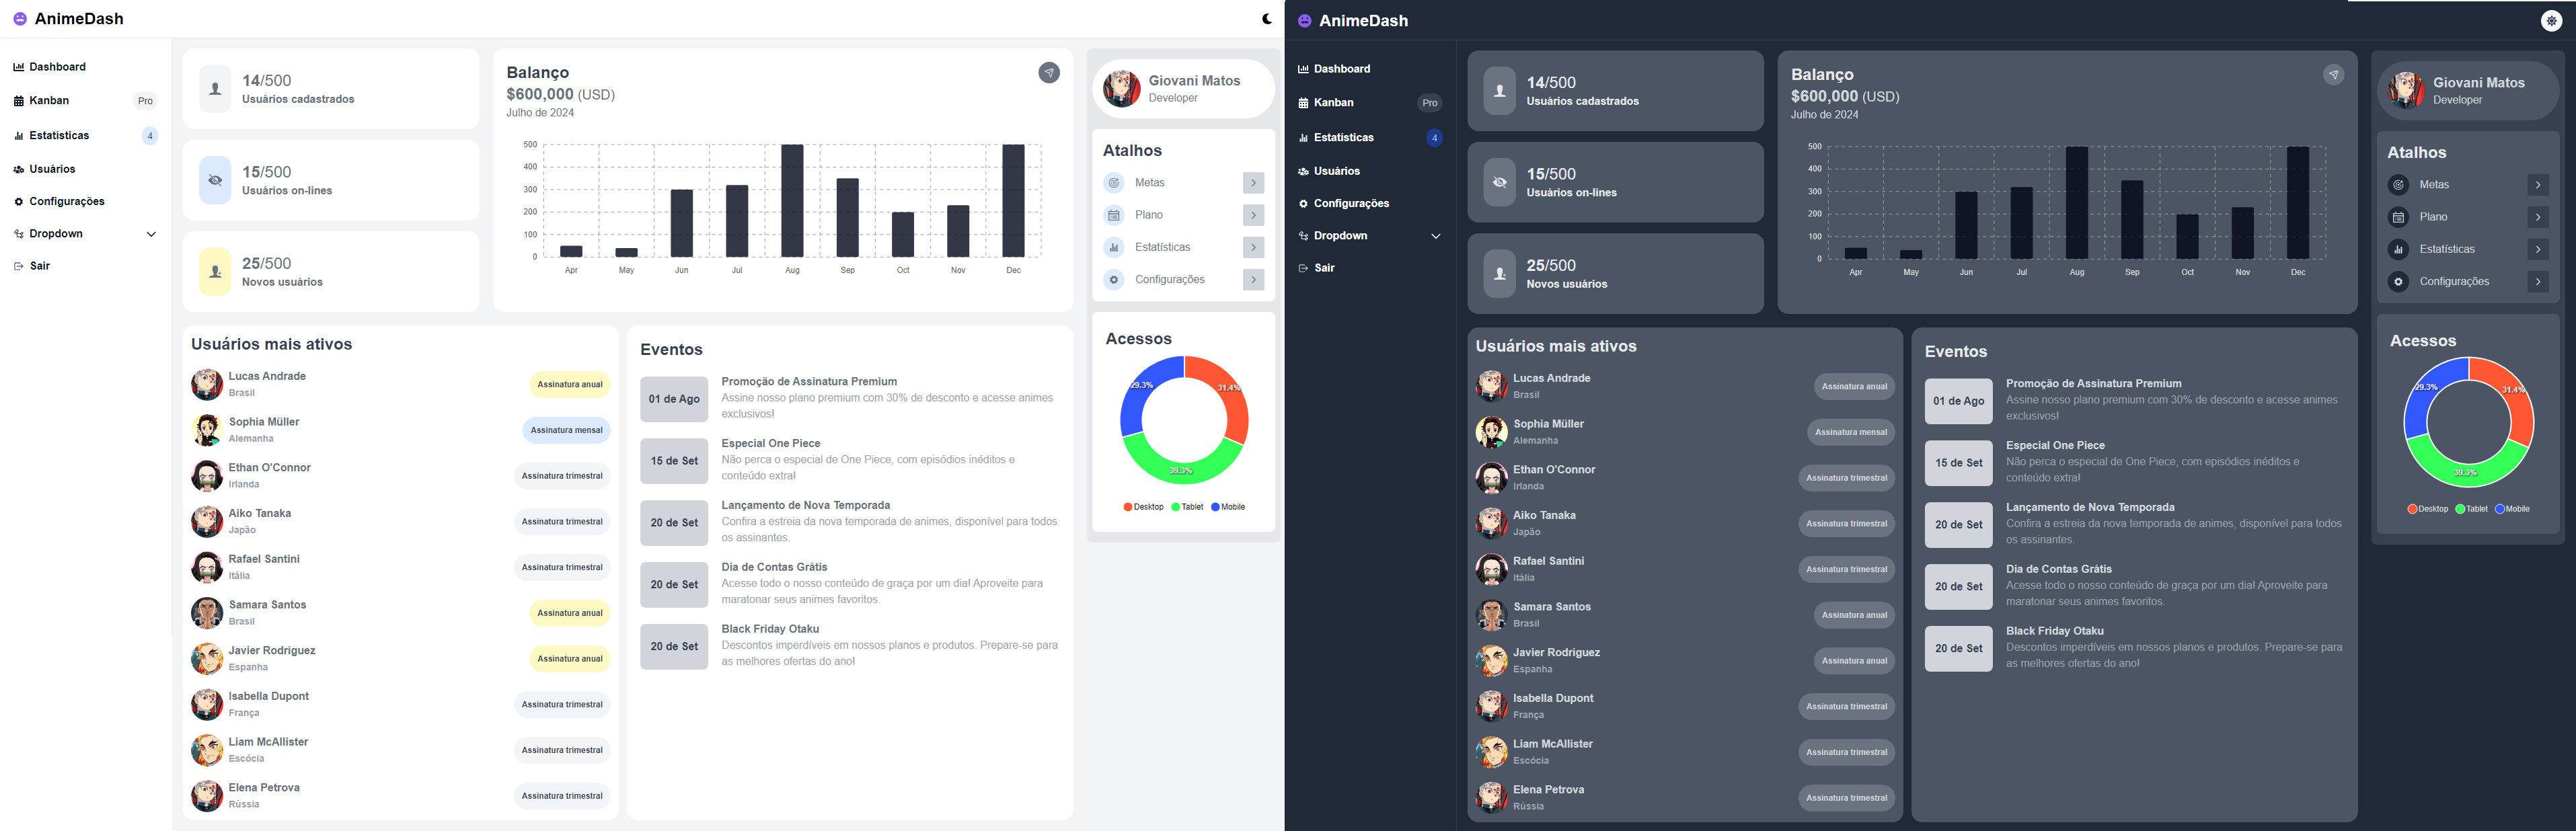 AnimeDash
Dashboard
Kanban Pro
Estatísticas 4
Usuários
Configurações
Dropdown
Sair
14/500
Usuários cadastrados
15/500
Usuários on-lines
25/500
Novos usuários
Balanço
$600,000 (USD)
Julho de 2024
500
400
300
200
100
0
Apr May Jun Jul Aug Sep Oct Nov Dec
Usuários mais ativos
Lucas Andrade
Brasil
Assinatura anual
Sophia Müller
Alemanha
Assinatura mensal
Ethan O'Connor
Irlanda
Assinatura trimestral
Aiko Tanaka
Japão
Assinatura trimestral
Rafael Santini
Itália
Assinatura trimestral
Samara Santos
Brasil
Assinatura anual
Javier Rodriguez
Espanha
Assinatura anual
Isabella Dupont
França
Assinatura trimestral
Liam McAllister
Escócia
Assinatura trimestral
Elena Petrova
Rússia
Assinatura trimestral
Eventos
01 de Ago
Promoção de Assinatura Premium
Assine nosso plano premium com 30% de desconto e acesse animes
exclusivos!
15 de Set
Especial One Piece
Não perca o especial de One Piece, com episódios inéditos e
conteúdo extra!
20 de Set
Lançamento de Nova Temporada
Confira a estreia da nova temporada de animes, disponível para todos
os assinantes.
20 de Set
Dia de Contas Grátis
Acesse todo o nosso conteúdo de graça por um dia! Aproveite para
maratonar seus animes favoritos.
20 de Set
Black Friday Otaku
Descontos imperdíveis em nossos planos e produtos. Prepare-se para
as melhores ofertas do ano!
Giovani Matos
Developer
Atalhos
Metas
Plano
Estatísticas
Configurações
Acessos
29.3%
31.4%
39.3%
Desktop Tablet Mobile
AnimeDash
Dashboard
Kanban Pro
Estatísticas 4
Usuários
Configurações
Dropdown
Sair
14/500
Usuários cadastrados
15/500
Usuários on-lines
25/500
Novos usuários
Balanço
$600,000 (USD)
Julho de 2024
500
400
300
200
100
0
Apr May Jun Jul Aug Sep Oct Nov Dec
Usuários mais ativos
Lucas Andrade
Brasil
Assinatura anual
Sophia Müller
Alemanha
Assinatura mensal
Ethan O'Connor
Irlanda
Assinatura trimestral
Aiko Tanaka
Japão
Assinatura trimestral
Rafael Santini
Itália
Assinatura trimestral
Samara Santos
Brasil
Assinatura anual
Javier Rodriguez
Espanha
Assinatura anual
Isabella Dupont
França
Assinatura trimestral
Liam McAllister
Escócia
Assinatura trimestral
Elena Petrova
Rússia
Assinatura trimestral
Eventos
01 de Ago
Promoção de Assinatura Premium
Assine nosso plano premium com 30% de desconto e acesse animes
exclusivos!
15 de Set
Especial One Piece
Não perca o especial de One Piece, com episódios inéditos e
conteúdo extra!
20 de Set
Lançamento de Nova Temporada
Confira a estreia da nova temporada de animes, disponível para todos
os assinantes.
20 de Set
Dia de Contas Grátis
Acesse todo o nosso conteúdo de graça por um dia! Aproveite para
maratonar seus animes favoritos.
20 de Set
Black Friday Otaku
Descontos imperdíveis em nossos planos e produtos. Prepare-se para
as melhores ofertas do ano!
Giovani Matos
Developer
Atalhos
Metas
Plano
Estatísticas
Configurações
Acessos
29.3%
31.4%
39.3%
Desktop Tablet Mobile